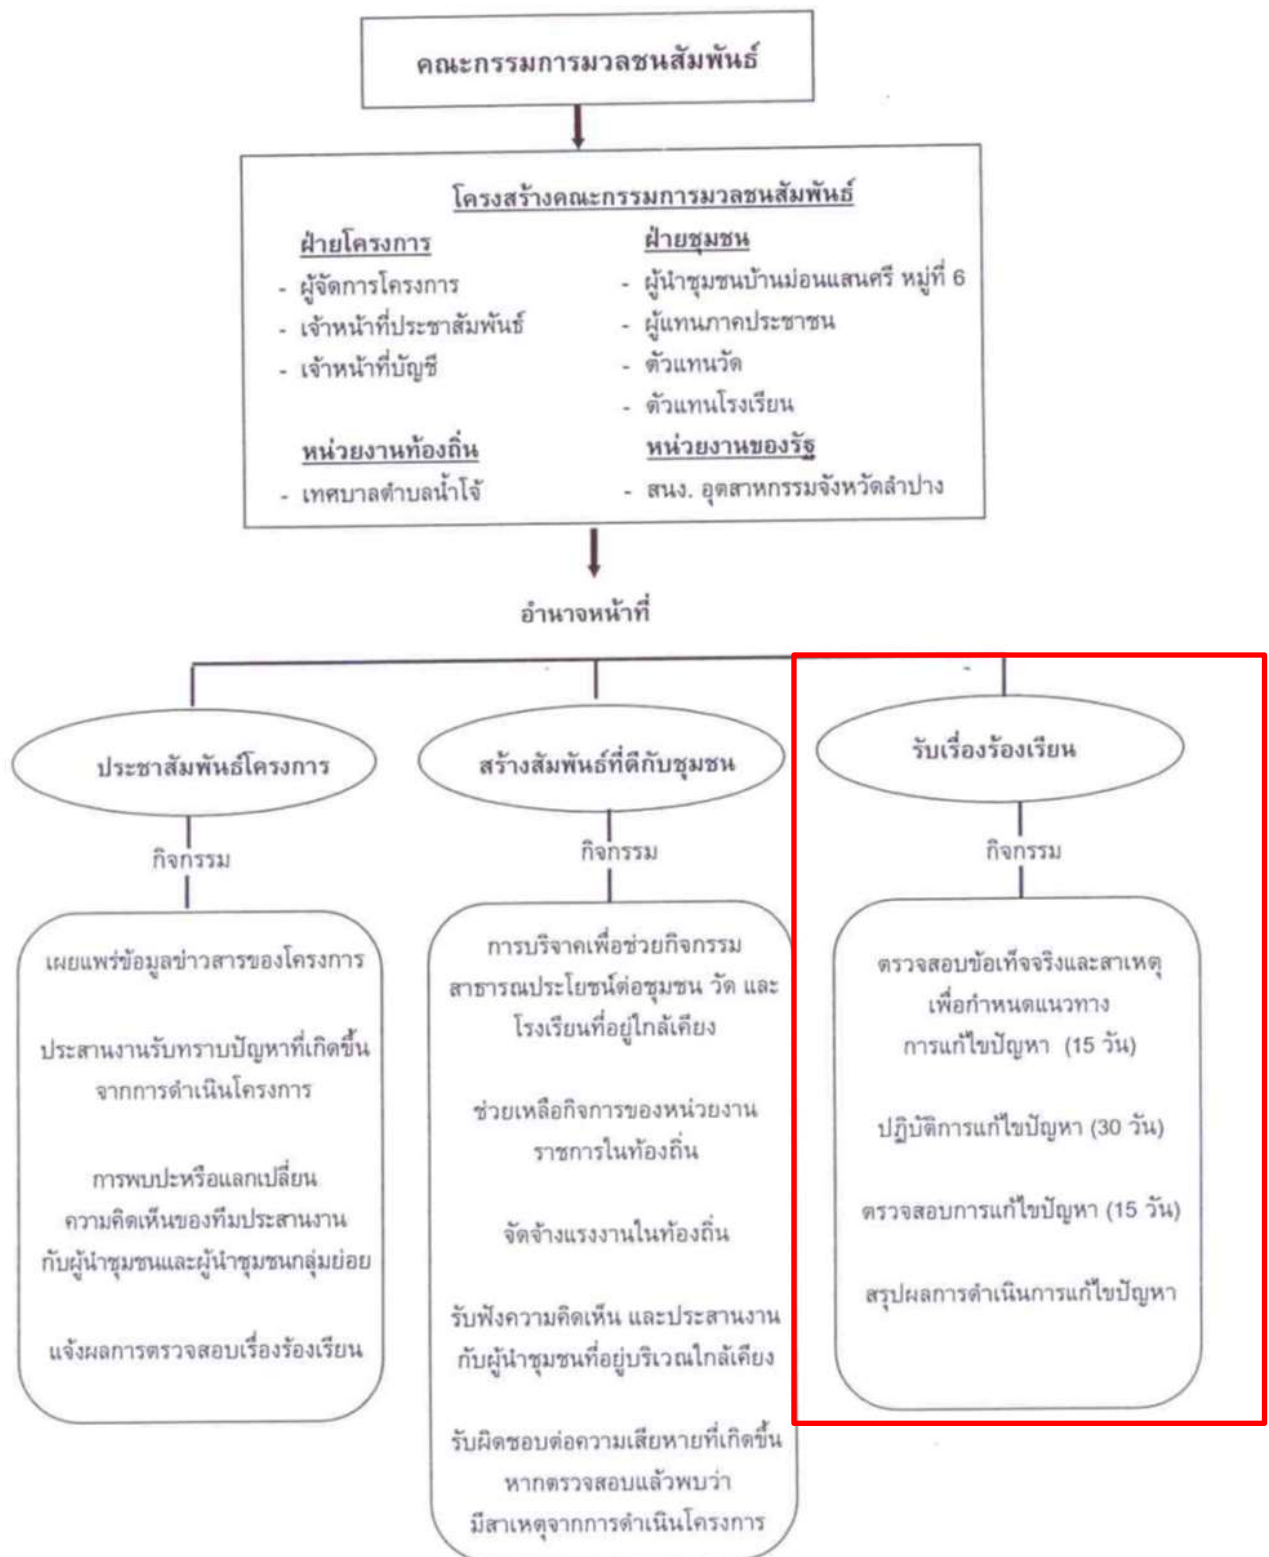 คณะกรรมการมวลชนสัมพันธ์
โครงสร้างคณะกรรมการมวลชนสัมพันธ์
ฝ่ายโครงการ
- ผู้จัดการโครงการ
- เจ้าหน้าที่ประชาสัมพันธ์
- เจ้าหน้าที่บัญชี
ฝ่ายชุมชน
- ผู้นำชุมชนบ้านม่อนแสนศรี หมู่ที่ 6
- ผู้แทนภาคประชาชน
- ตัวแทนวัด
- ตัวแทนโรงเรียน
หน่วยงานท้องถิ่น
- เทศบาลตำบลน้ำโจ้
หน่วยงานของรัฐ
- สนง. อุตสาหกรรมจังหวัดลำปาง
อำนาจหน้าที่
ประชาสัมพันธ์โครงการ
กิจกรรม
เผยแพร่ข้อมูลข่าวสารของโครงการ
ประสานงานรับทราบปัญหาที่เกิดขึ้น
จากการดำเนินโครงการ
การพบปะหรือแลกเปลี่ยน
ความคิดเห็นของทีมประสานงาน
กับผู้นำชุมชนและผู้นำชุมชนกลุ่มย่อย
แจ้งผลการตรวจสอบเรื่องร้องเรียน
สร้างสัมพันธ์ที่ดีกับชุมชน
กิจกรรม
การบริจาคเพื่อช่วยกิจกรรม
สาธารณประโยชน์ต่อชุมชน วัด และ
โรงเรียนที่อยู่ใกล้เคียง
ช่วยเหลือกิจการของหน่วยงาน
ราชการในท้องถิ่น
จัดจ้างแรงงานในท้องถิ่น
รับฟังความคิดเห็น และประสานงาน
กับผู้นำชุมชนที่อยู่บริเวณใกล้เคียง
รับผิดชอบต่อความเสียหายที่เกิดขึ้น
หากตรวจสอบแล้วพบว่า
มีสาเหตุจากการดำเนินโครงการ
รับเรื่องร้องเรียน
กิจกรรม
ตรวจสอบข้อเท็จจริงและสาเหตุ
เพื่อกำหนดแนวทาง
การแก้ไขปัญหา (15 วัน)
ปฏิบัติการแก้ไขปัญหา (30 วัน)
ตรวจสอบการแก้ไขปัญหา (15 วัน)
สรุปผลการดำเนินการแก้ไขปัญหา